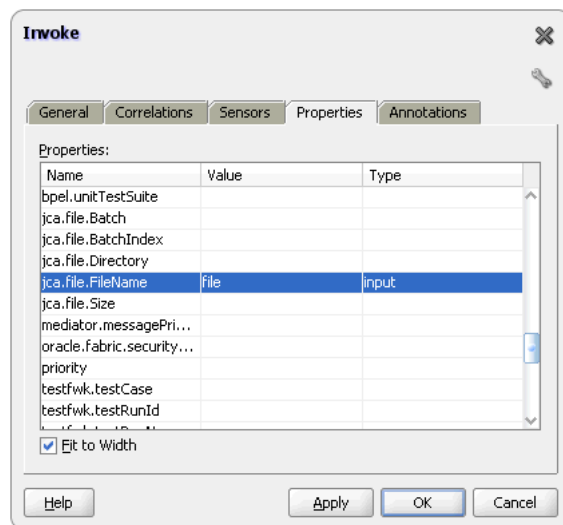 Invoke
General Correlations Sensors Properties Annotations
Properties:
Name Value Type
bpel.unitTestSuite
jca.file.Batch
jca.file.BatchIndex
jca.file.Directory
jca.file.FileName file input
jca.file.Size
mediator.messagePri...
oracle.fabric.security...
priority
testfwk.testCase
testfwk.testRunId
Fit to Width
Help Apply OK Cancel